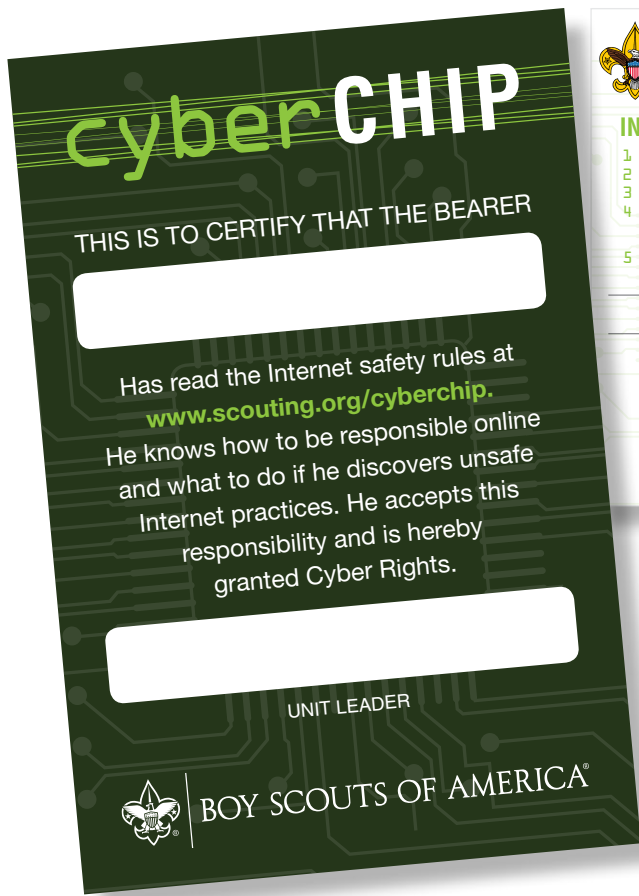 cyberCHIP
THIS IS TO CERTIFY THAT THE BEARER
Has read the Internet safety rules at
www.scouting.org/cyberchip.
He knows how to be responsible online
and what to do if he discovers unsafe
Internet practices. He accepts this
responsibility and is hereby
granted Cyber Rights.
UNIT LEADER
BOY SCOUTS OF AMERICA®
IN
1
2
3
4
5